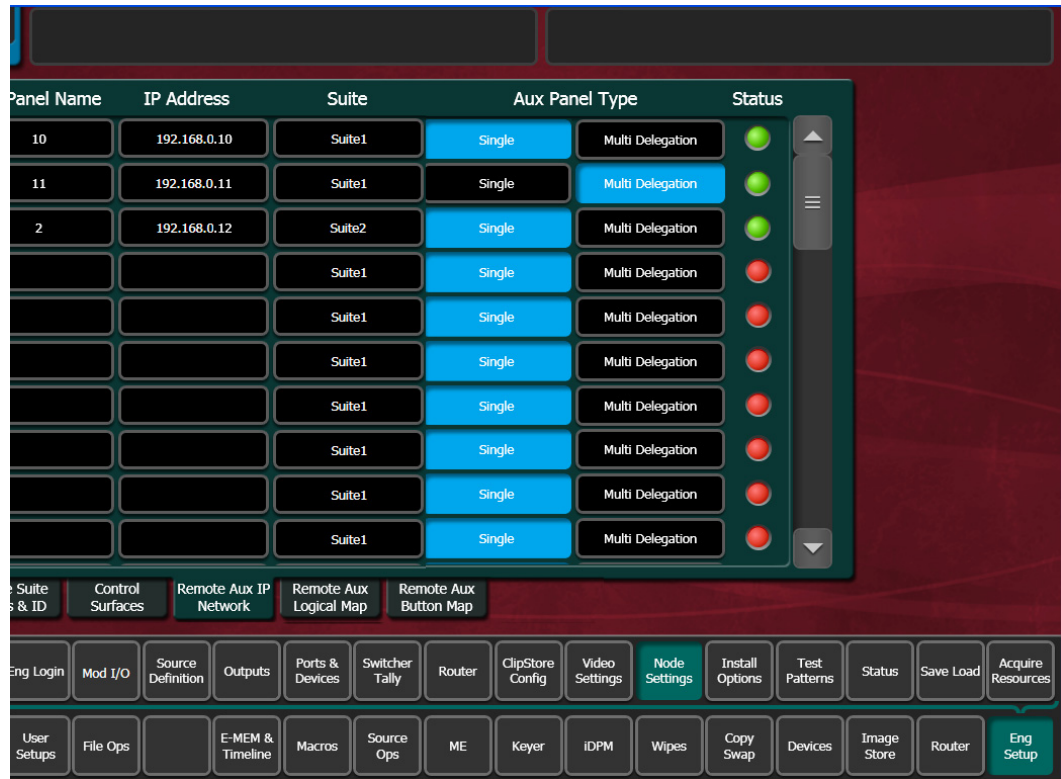 Panel Name IP Address Suite Aux Panel Type Status
10 192.168.0.10 Suite1 Single Multi Delegation
11 192.168.0.11 Suite1 Single Multi Delegation
2 192.168.0.12 Suite2 Single Multi Delegation
Suite1 Single Multi Delegation
Suite1 Single Multi Delegation
Suite1 Single Multi Delegation
Suite1 Single Multi Delegation
Suite1 Single Multi Delegation
Suite1 Single Multi Delegation
Suite1 Single Multi Delegation
Suite Control Remote Aux IP Remote Aux Remote Aux
& ID Surfaces Network Logical Map Button Map
Eng Login Mod I/O Source Definition Outputs Ports & Devices Switcher Tally Router ClipStore Config Video Settings Node Settings Install Options Test Patterns Status Save Load Acquire Resources
User Setups File Ops E-MEM & Timeline Macros Source Ops ME Keyer iDPM Wipes Copy Swap Devices Image Store Router Eng Setup